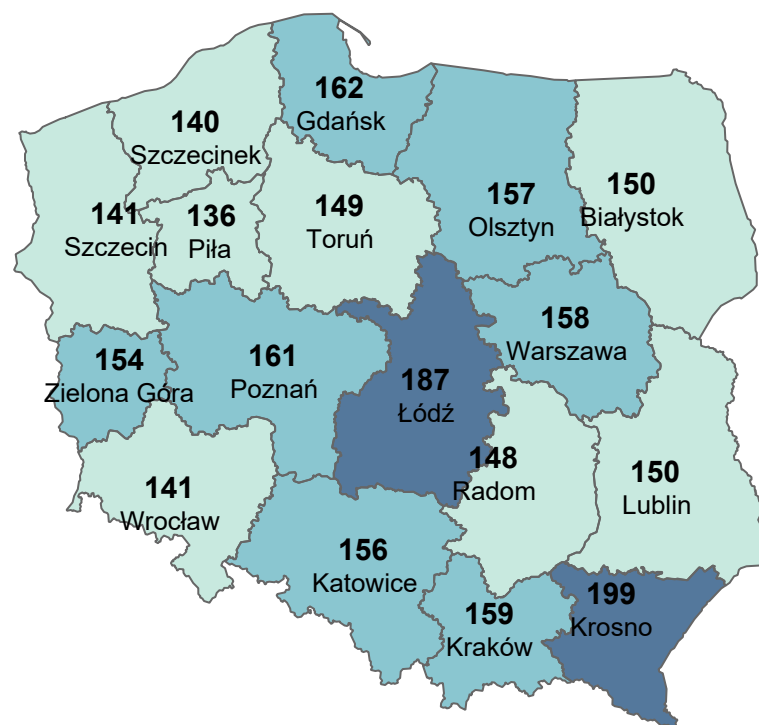 162
Gdańsk
140
Szczecinek
157
Olsztyn
150
Białystok
141
Szczecin
136
Piła
149
Toruń
158
Warszawa
154
Zielona Góra
161
Poznań
187
Łódź
148
Radom
150
Lublin
141
Wrocław
156
Katowice
159
Kraków
199
Krosno